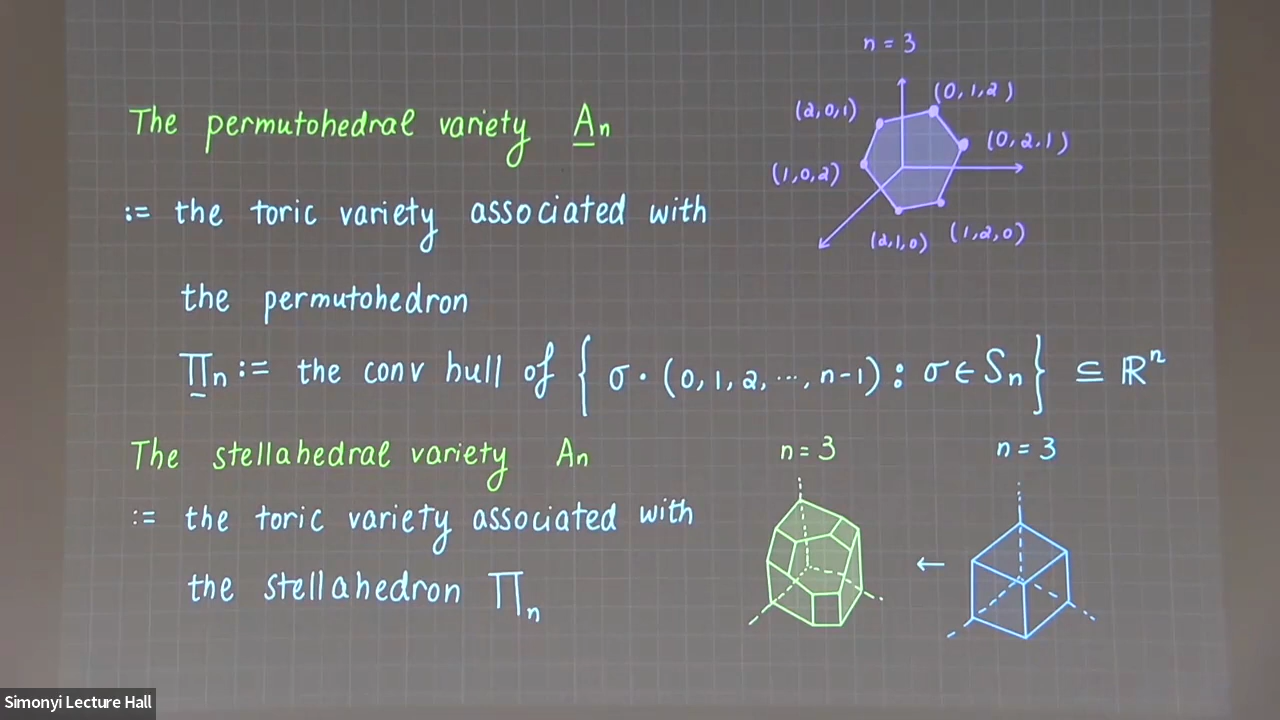 n = 3
(0, 1, 2)
(2, 0, 1)
(0, 2, 1)
(1, 0, 2)
(2, 1, 0)
(1, 2, 0)
The permutohedral variety A̲n
:= the toric variety associated with
the permutohedron
∏̲n := the conv hull of { σ · (0, 1, 2, ⋯, n-1) : σ ∈ Sn } ⊆ ℝⁿ
The stellahedral variety An
n = 3
n = 3
:= the toric variety associated with
←
the stellahedron ∏n
Simonyi Lecture Hall